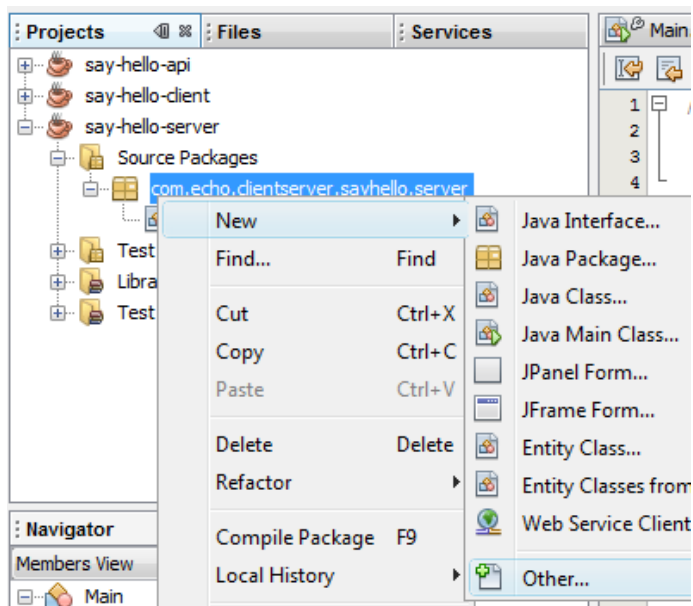 Projects
Files
Services
Main.
say-hello-api
say-hello-client
say-hello-server
Source Packages
com.echo.clientserver.sayhello.server
Test
Libra
Test
1
2
3
4
New
Find... Find
Cut Ctrl+X
Copy Ctrl+C
Paste Ctrl+V
Delete Delete
Refactor
Compile Package F9
Local History
Java Interface...
Java Package...
Java Class...
Java Main Class...
JPanel Form...
JFrame Form...
Entity Class...
Entity Classes from
Web Service Client
Other...
Navigator
Members View
Main